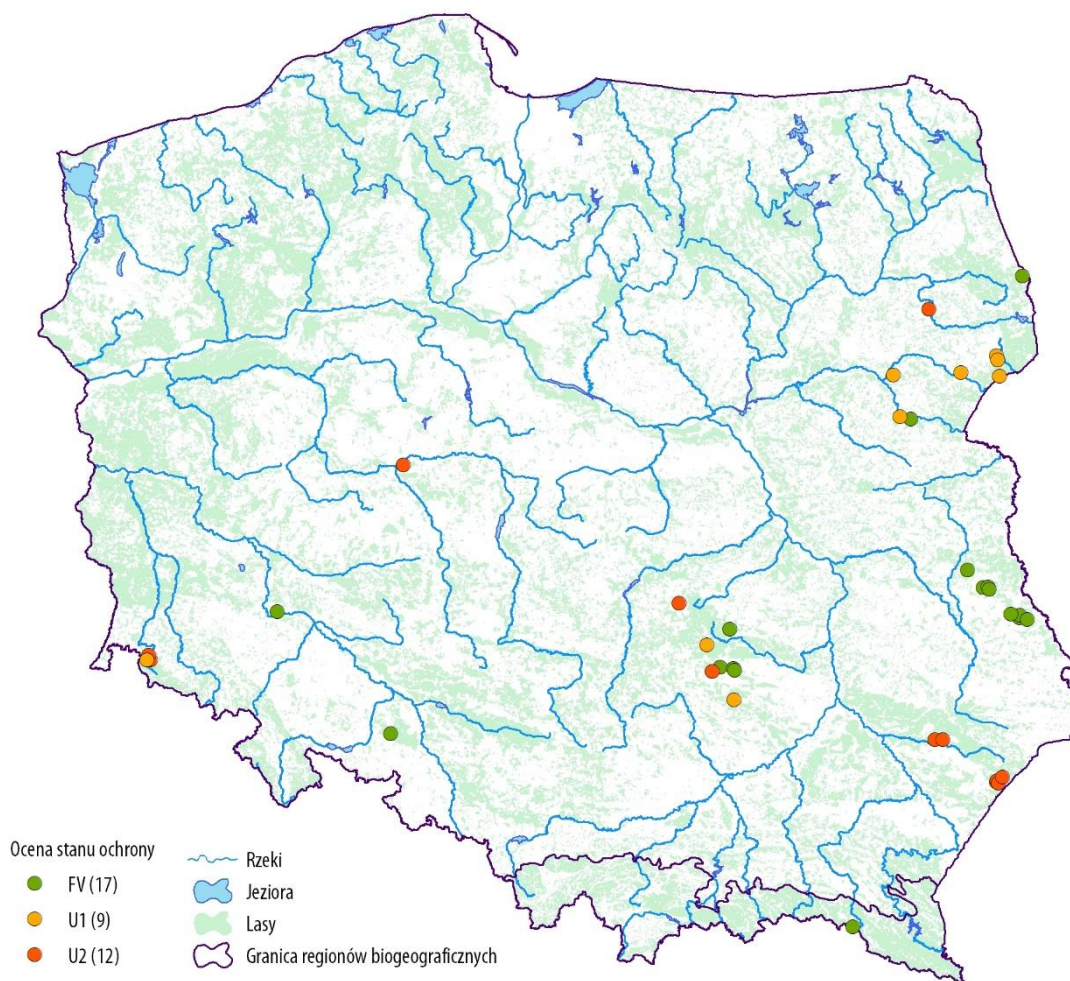 Ocena stanu ochrony
FV (17)
U1 (9)
U2 (12)
Rzeki
Jeziora
Lasy
Granica regionów biogeograficznych